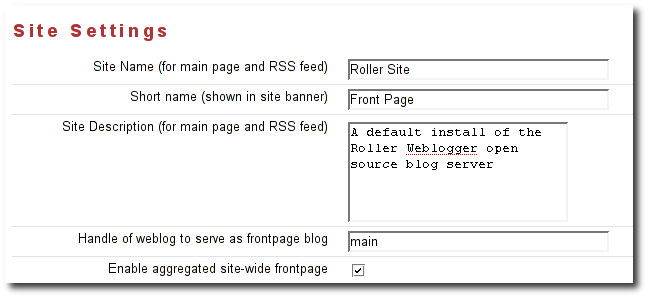 Site Settings
Site Name (for main page and RSS feed) Roller Site
Short name (shown in site banner) Front Page
Site Description (for main page and RSS feed) A default install of the
Roller Weblogger open
source blog server
Handle of weblog to serve as frontpage blog main
Enable aggregated site-wide frontpage